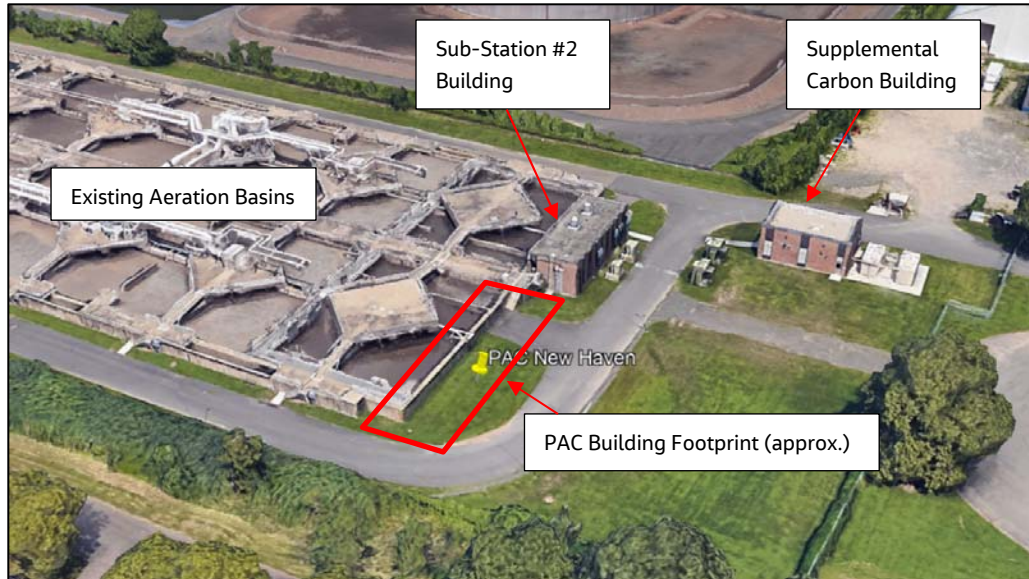 Sub-Station #2
Building
Supplemental
Carbon Building
Existing Aeration Basins
PAC New Haven
PAC Building Footprint (approx.)